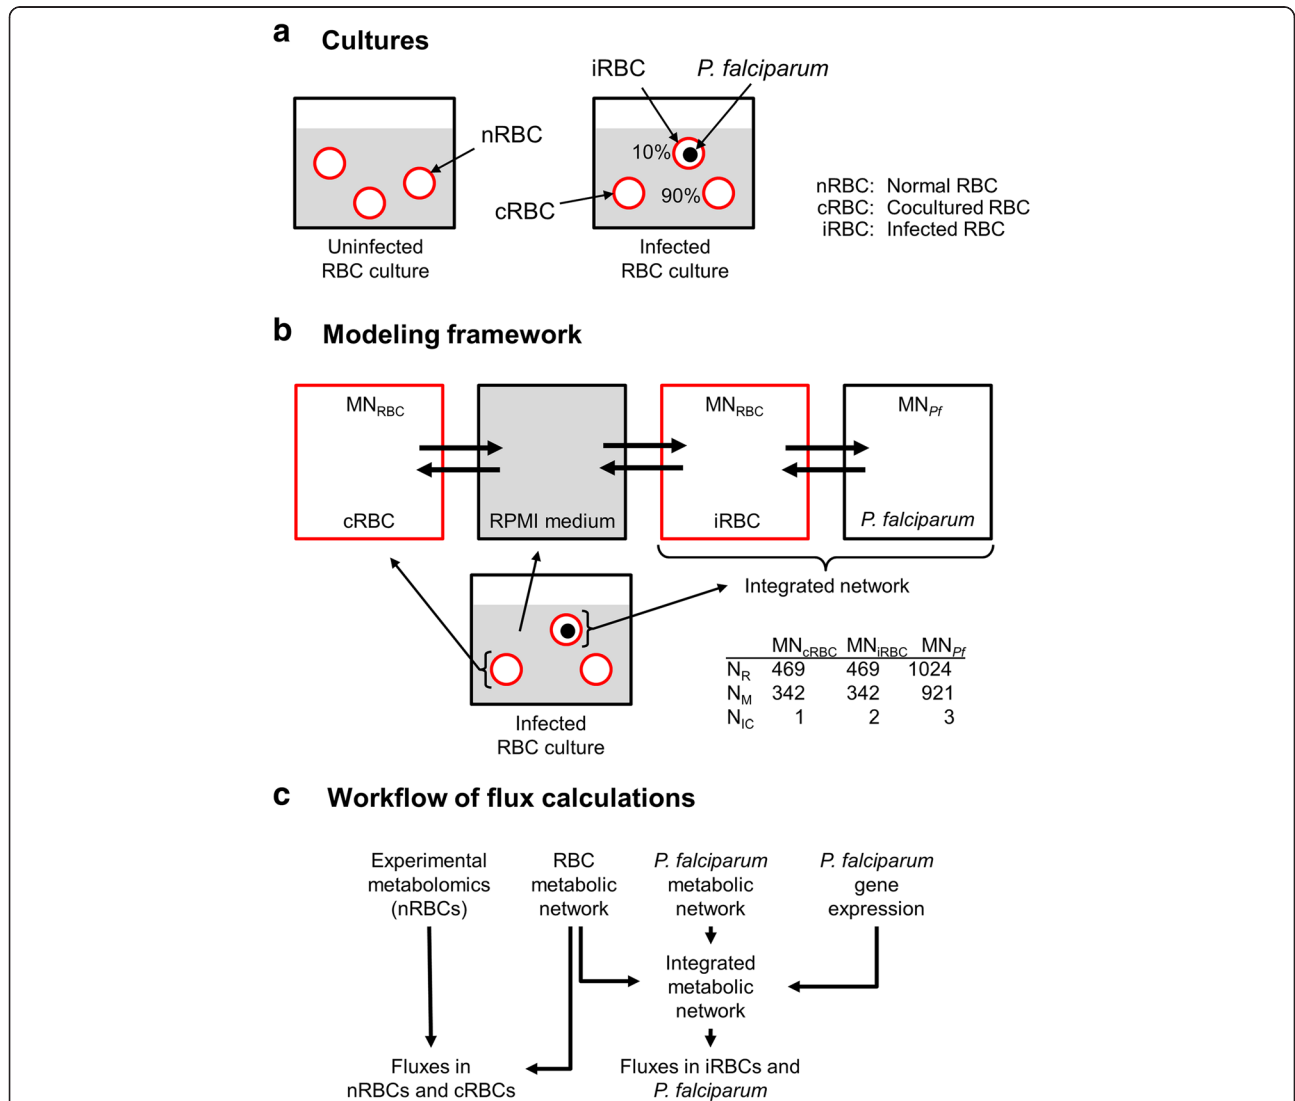 a Cultures
iRBC P. falciparum
nRBC
10%
cRBC
90%
Uninfected
RBC culture
Infected
RBC culture
nRBC: Normal RBC
cRBC: Cocultured RBC
iRBC: Infected RBC
b Modeling framework
MNRBC MNRBC MNPf
cRBC RPMI medium iRBC P. falciparum
Integrated network
Infected
RBC culture
MNcRBC MNiRBC MNPf
NR 469 469 1024
NM 342 342 921
NIC 1 2 3
c Workflow of flux calculations
Experimental
metabolomics
(nRBCs)
RBC
metabolic
network
P. falciparum
metabolic
network
P. falciparum
gene
expression
Integrated
metabolic
network
Fluxes in
nRBCs and cRBCs
Fluxes in iRBCs and
P. falciparum